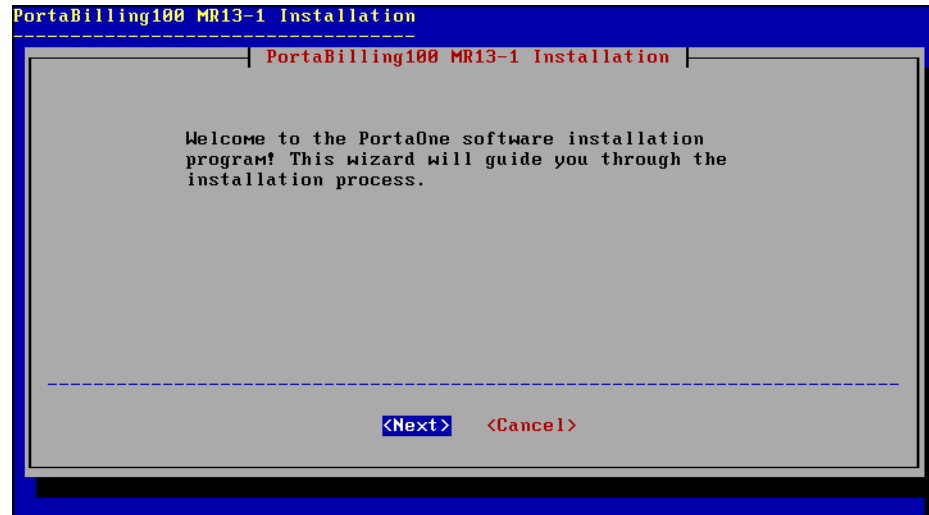 PortaBilling100 MR13-1 Installation
PortaBilling100 MR13-1 Installation
Welcome to the PortaOne software installation
program! This wizard will guide you through the
installation process.
<Next> <Cancel>